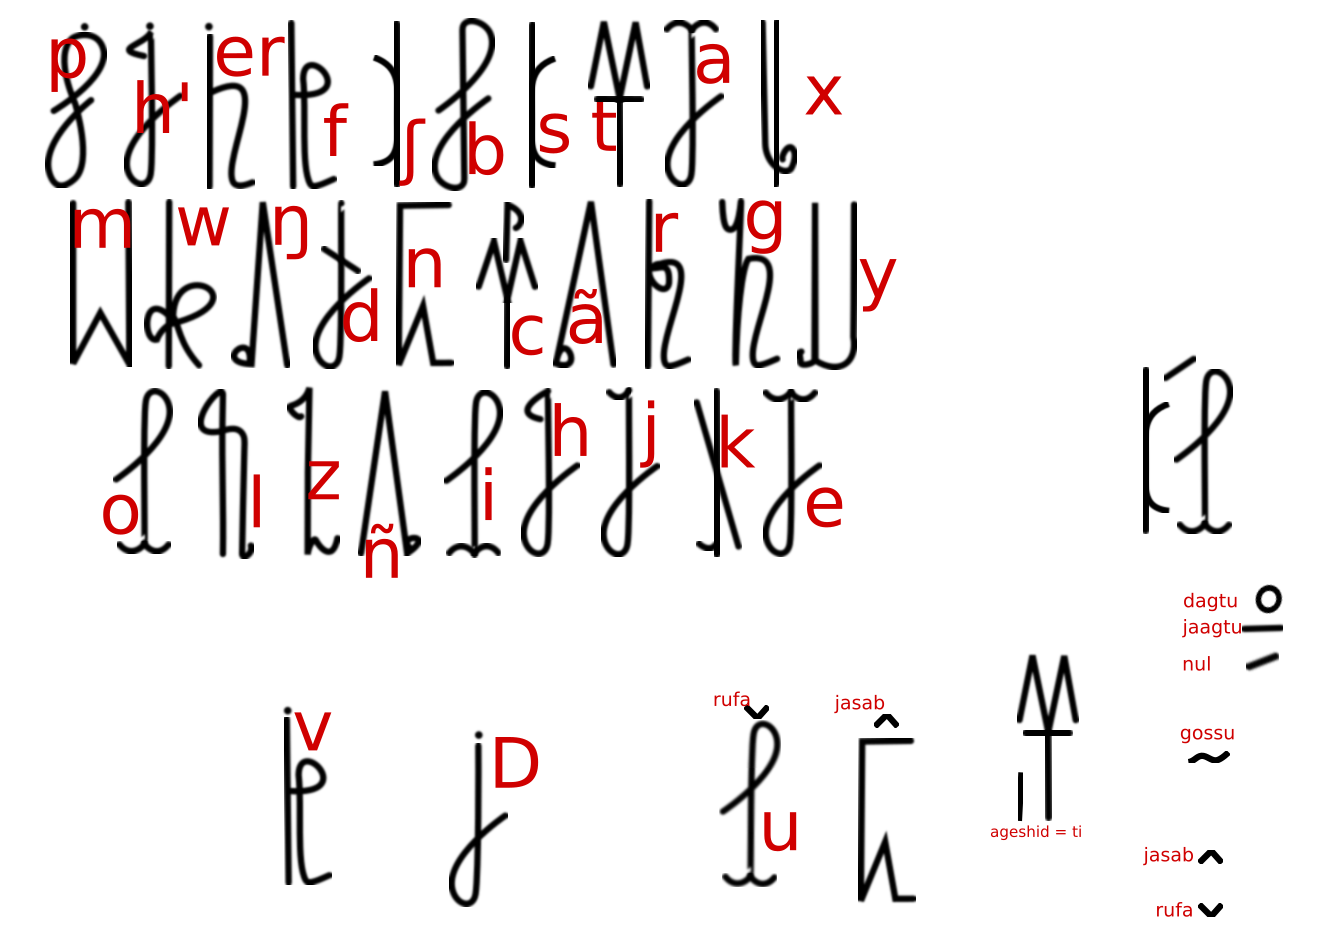 p h' er f ʃ b s t a x
m w ŋ d n c ã r g y
o l z ñ i h j k e
dagtu
jaagtu
nul
rufa jasab
v D u
gossu
ageshid = ti
jasab
rufa